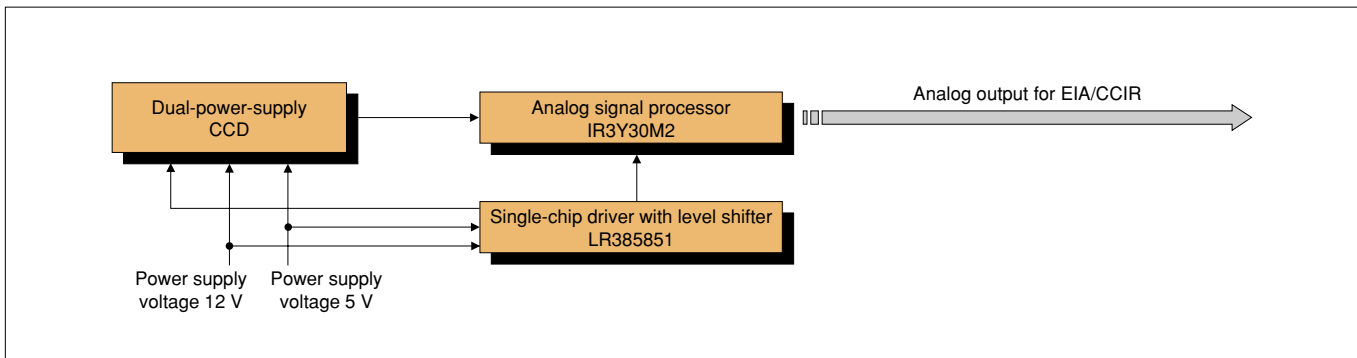 Dual-power-supply
CCD
Analog signal processor
IR3Y30M2
Analog output for EIA/CCIR
Single-chip driver with level shifter
LR385851
Power supply
voltage 12 V
Power supply
voltage 5 V